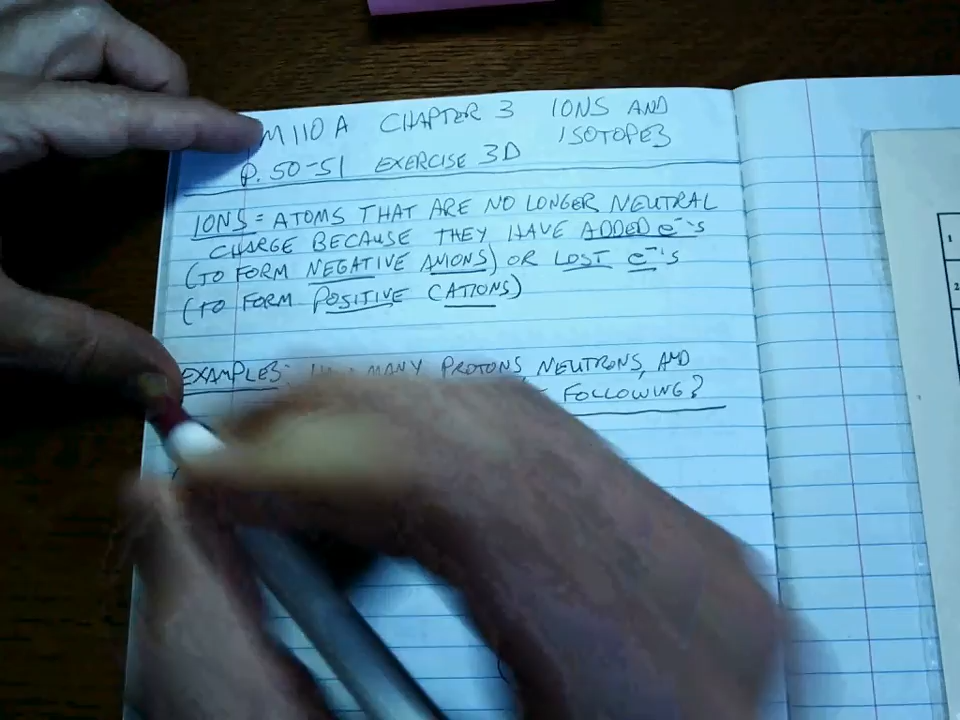 M110A CHAPTER 3 IONS AND
ISOTOPES
P. 50-51 EXERCISE 3D
IONS = ATOMS THAT ARE NO LONGER NEUTRAL
CHARGE BECAUSE THEY HAVE ADDED e⁻'s
(TO FORM NEGATIVE ANIONS) OR LOST e⁻'s
(TO FORM POSITIVE CATIONS)
EXAMPLES: MANY PROTONS, NEUTRONS, AND
FOLLOWING?
1
2